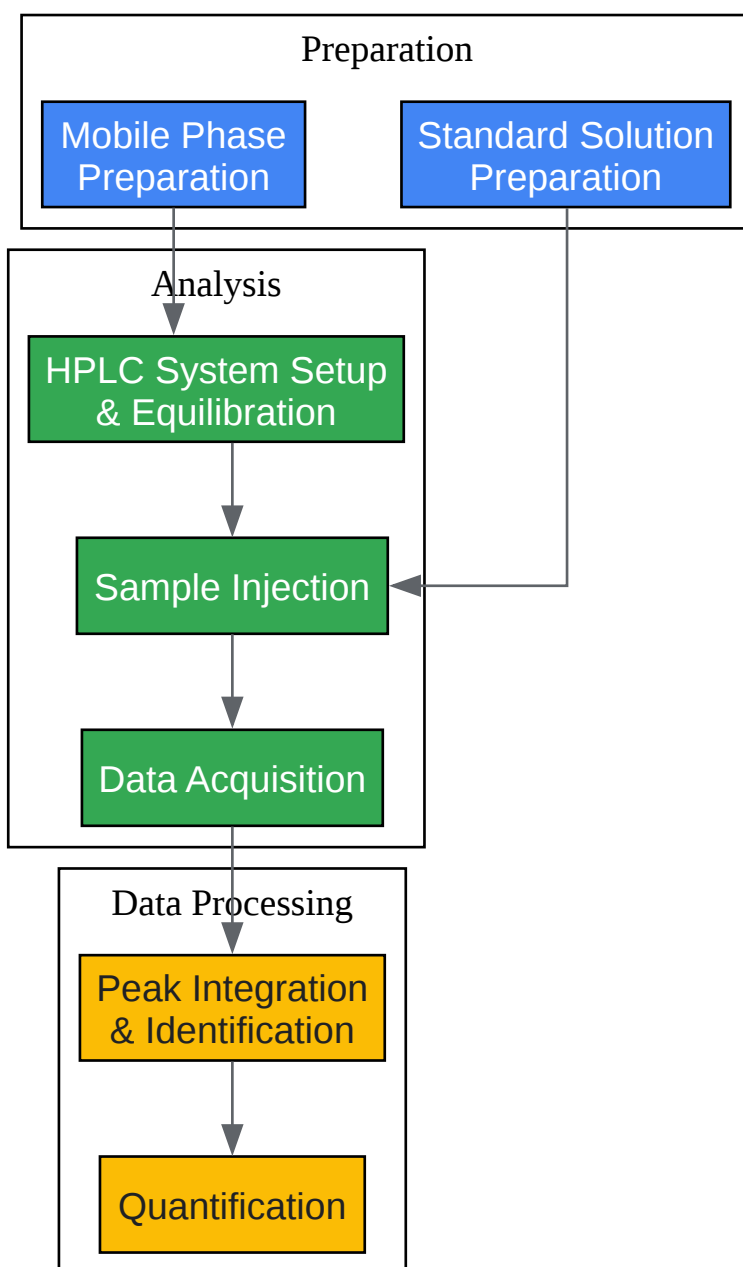 Preparation
Mobile Phase
Preparation
Standard Solution
Preparation
Analysis
HPLC System Setup
& Equilibration
Sample Injection
Data Acquisition
Data Processing
Peak Integration
& Identification
Quantification